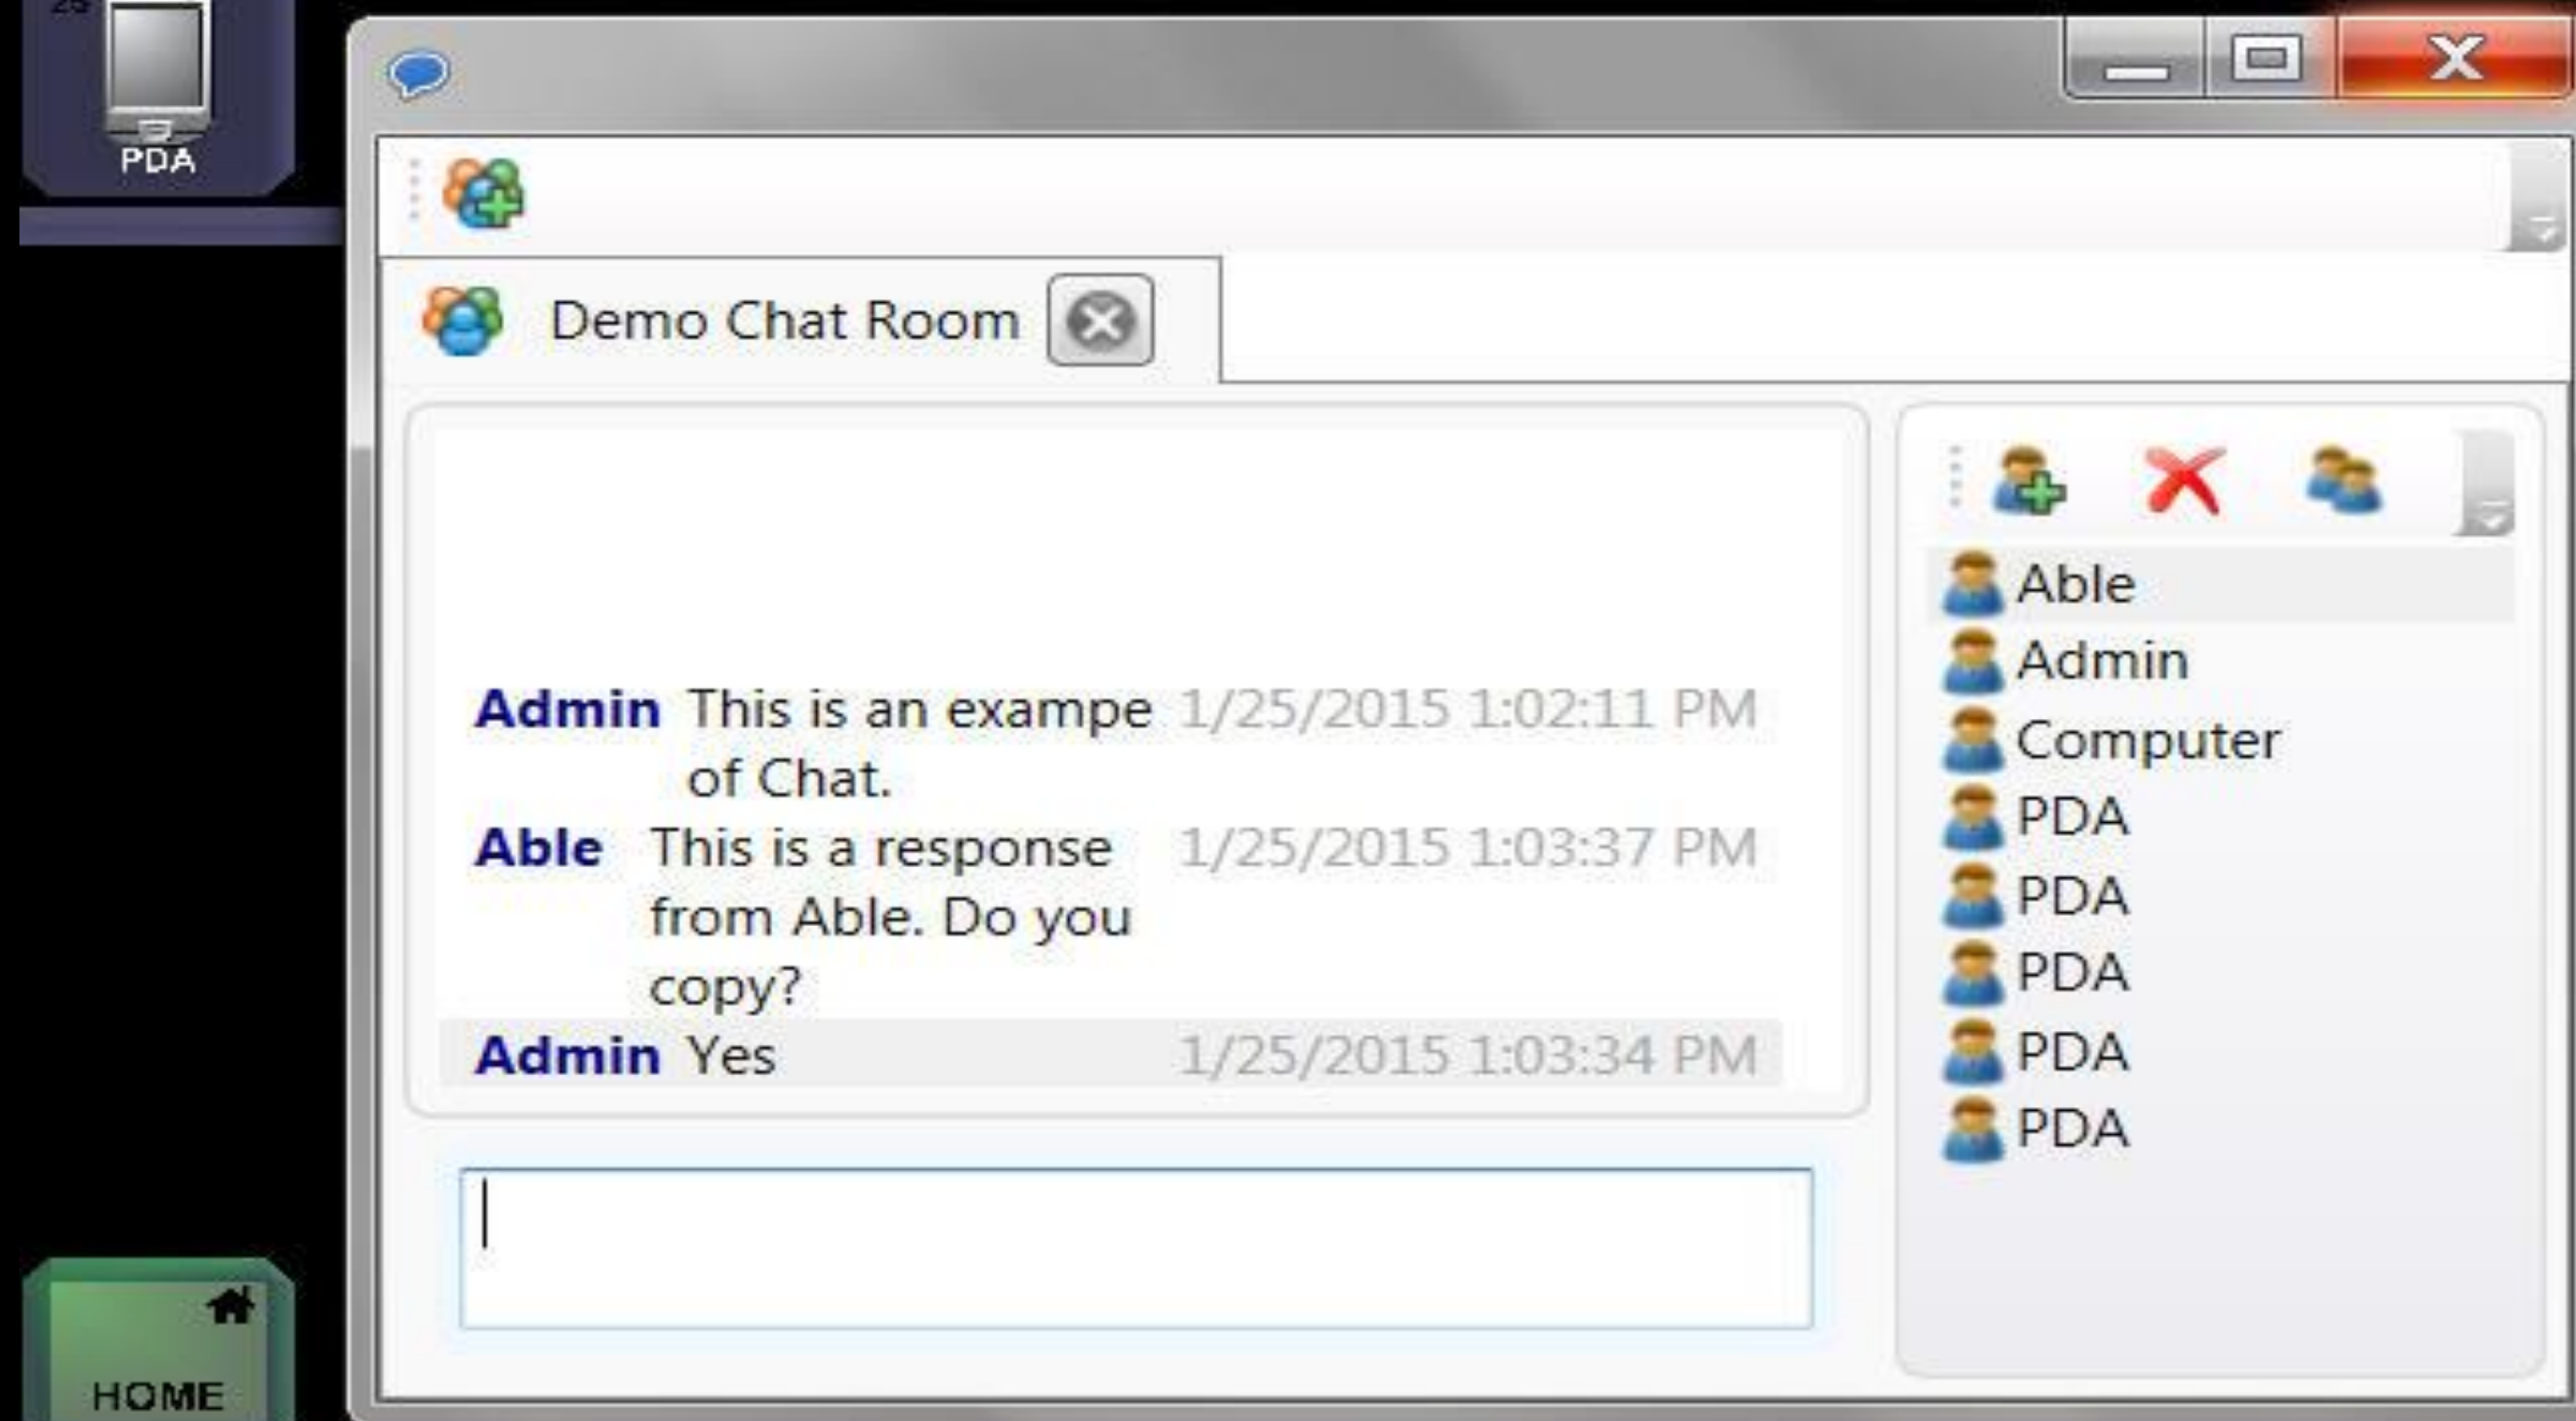 PDA
Demo Chat Room
Admin This is an exampe 1/25/2015 1:02:11 PM
of Chat.
Able This is a response 1/25/2015 1:03:37 PM
from Able. Do you
copy?
Admin Yes 1/25/2015 1:03:34 PM
Able
Admin
Computer
PDA
PDA
PDA
PDA
PDA
HOME